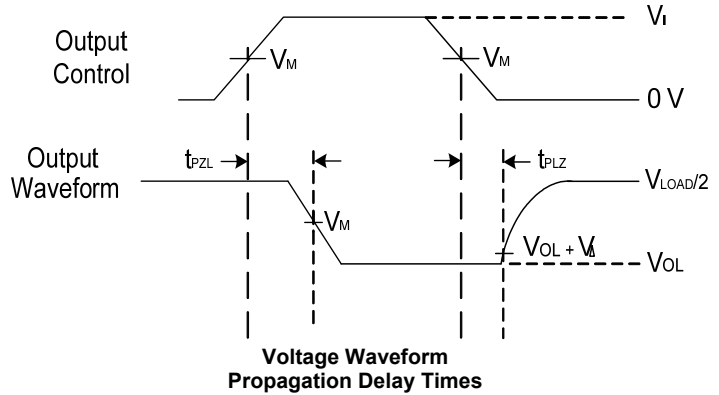 Output
Control
VM
VM
VI
0 V
Output
Waveform
tPZL
tPLZ
VM
VLOAD/2
VOL + VΔ
VOL
Voltage Waveform
Propagation Delay Times